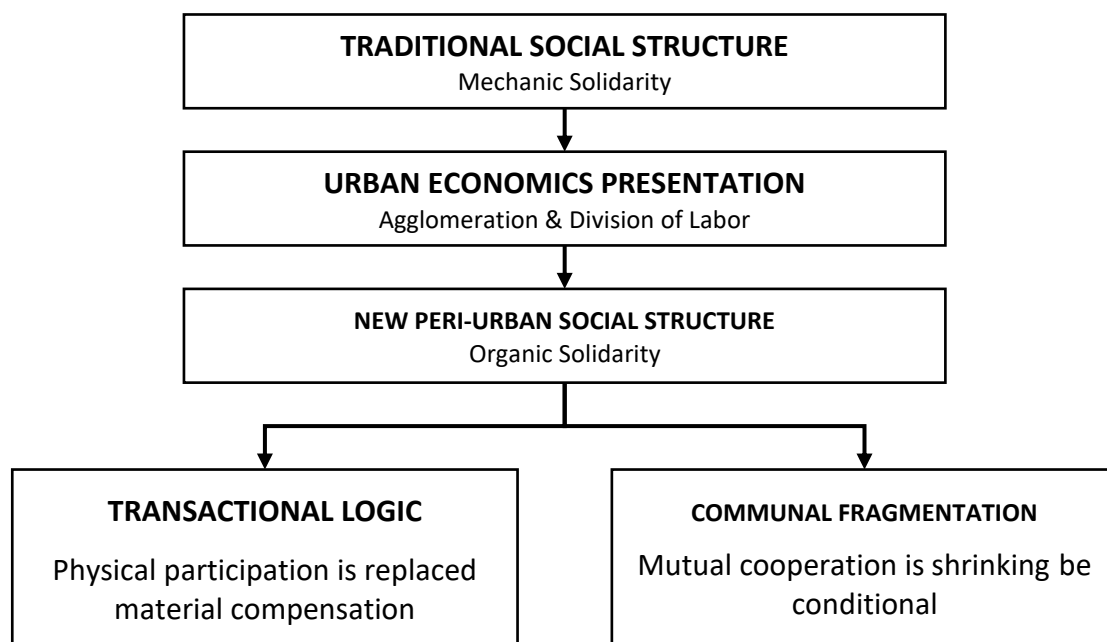 TRADITIONAL SOCIAL STRUCTURE
Mechanic Solidarity
URBAN ECONOMICS PRESENTATION
Agglomeration & Division of Labor
NEW PERI-URBAN SOCIAL STRUCTURE
Organic Solidarity
TRANSACTIONAL LOGIC
Physical participation is replaced
material compensation
COMMUNAL FRAGMENTATION
Mutual cooperation is shrinking be
conditional